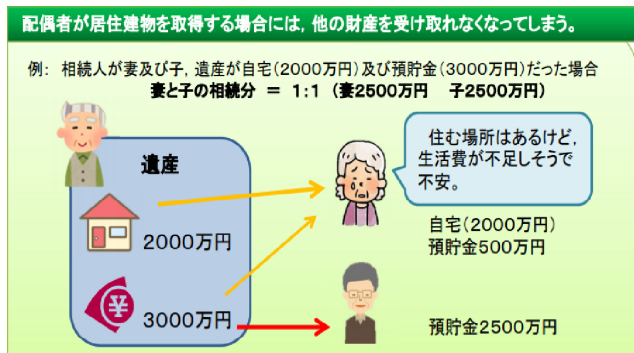 配偶者が居住建物を取得する場合には，他の財産を受け取れなくなってしまう。
例： 相続人が妻及び子，遺産が自宅（2000万円）及び預貯金（3000万円）だった場合
妻と子の相続分 ＝ 1：1 （妻2500万円 子2500万円）
遺産
2000万円
¥
3000万円
住む場所はあるけど，
生活費が不足しそうで
不安。
自宅（2000万円）
預貯金500万円
預貯金2500万円